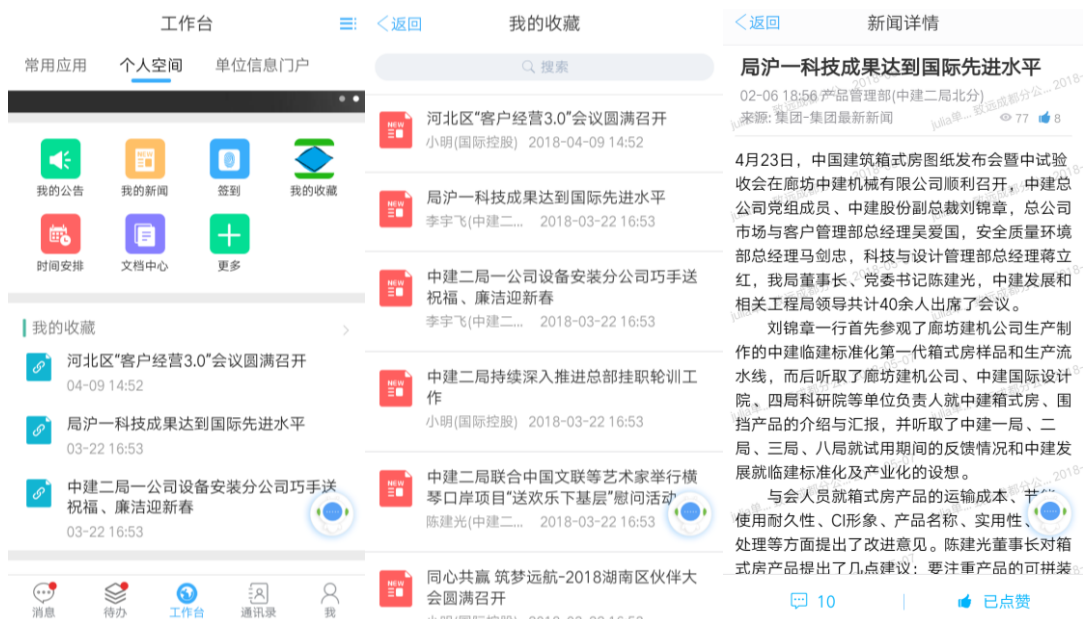 工作台
常用应用
个人空间
单位信息门户
我的公告
NEW
我的新闻
签到
我的收藏
时间安排
文档中心
更多
我的收藏
河北区“客户经营3.0”会议圆满召开
04-09 14:52
局沪一科技成果达到国际先进水平
03-22 16:53
中建二局一公司设备安装分公司巧手送
祝福、廉洁迎新春
03-22 16:53
消息
待办
工作台
通讯录
我
返回
我的收藏
搜索
NEW
河北区“客户经营3.0”会议圆满召开
小明(国际控股) 2018-04-09 14:52
NEW
局沪一科技成果达到国际先进水平
李宇飞(中建二... 2018-03-22 16:53
NEW
中建二局一公司设备安装分公司巧手送
祝福、廉洁迎新春
李宇飞(中建二... 2018-03-22 16:53
NEW
中建二局持续深入推进总部挂职轮训工
作
小明(国际控股) 2018-03-22 16:53
NEW
中建二局联合中国文联等艺术家举行横
琴口岸项目“送欢乐下基层”慰问活动
陈建光(中建二... 2018-03-22 16:53
NEW
同心共赢 筑梦远航-2018湖南区伙伴大
会圆满召开
返回
新闻详情
局沪一科技成果达到国际先进水平
02-06 18:56 产品管理部(中建二局北分)
来源: 集团-集团最新新闻
77
8
4月23日，中国建筑箱式房图纸发布会暨中试验
收会在廊坊中建机械有限公司顺利召开，中建总
公司党组成员、中建股份副总裁刘锦章，总公司
市场与客户管理部总经理吴爱国，安全质量环境
部总经理马剑忠，科技与设计管理部总经理蒋立
红，我局董事长、党委书记陈建光，中建发展和
相关工程局领导共计40余人出席了会议。
刘锦章一行首先参观了廊坊建机公司生产制
作的中建临建标准化第一代箱式房样品和生产流
水线，而后听取了廊坊建机公司、中建国际设计
院、四局科研院等单位负责人就中建箱式房、围
挡产品的介绍与汇报，并听取了中建一局、二
局、三局、八局就试用期间的反馈情况和中建发
展就临建标准化及产业化的设想。
与会人员就箱式房产品的运输成本、节能、
使用耐久性、CI形象、产品名称、实用性、
处理等方面提出了改进意见。陈建光董事长对箱
式房产品提出了几点建议：要注重产品的可拼装
10
已点赞